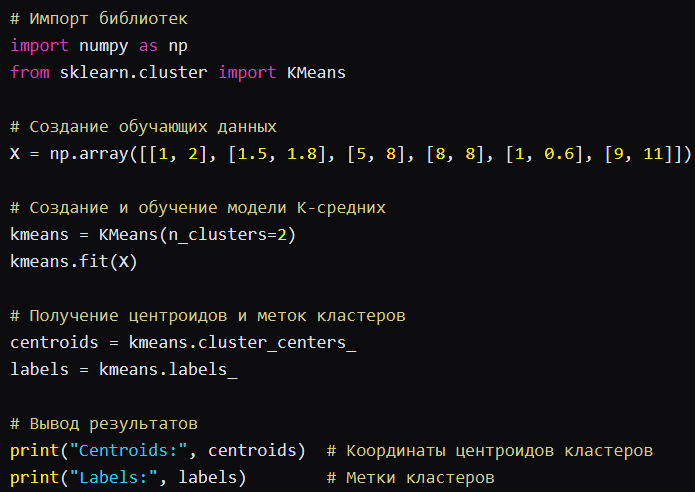 # Импорт библиотек
import numpy as np
from sklearn.cluster import KMeans
# Создание обучающих данных
X = np.array([[1, 2], [1.5, 1.8], [5, 8], [8, 8], [1, 0.6], [9, 11]])
# Создание и обучение модели K-средних
kmeans = KMeans(n_clusters=2)
kmeans.fit(X)
# Получение центроидов и меток кластеров
centroids = kmeans.cluster_centers_
labels = kmeans.labels_
# Вывод результатов
print("Centroids:", centroids)  # Координаты центроидов кластеров
print("Labels:", labels)        # Метки кластеров